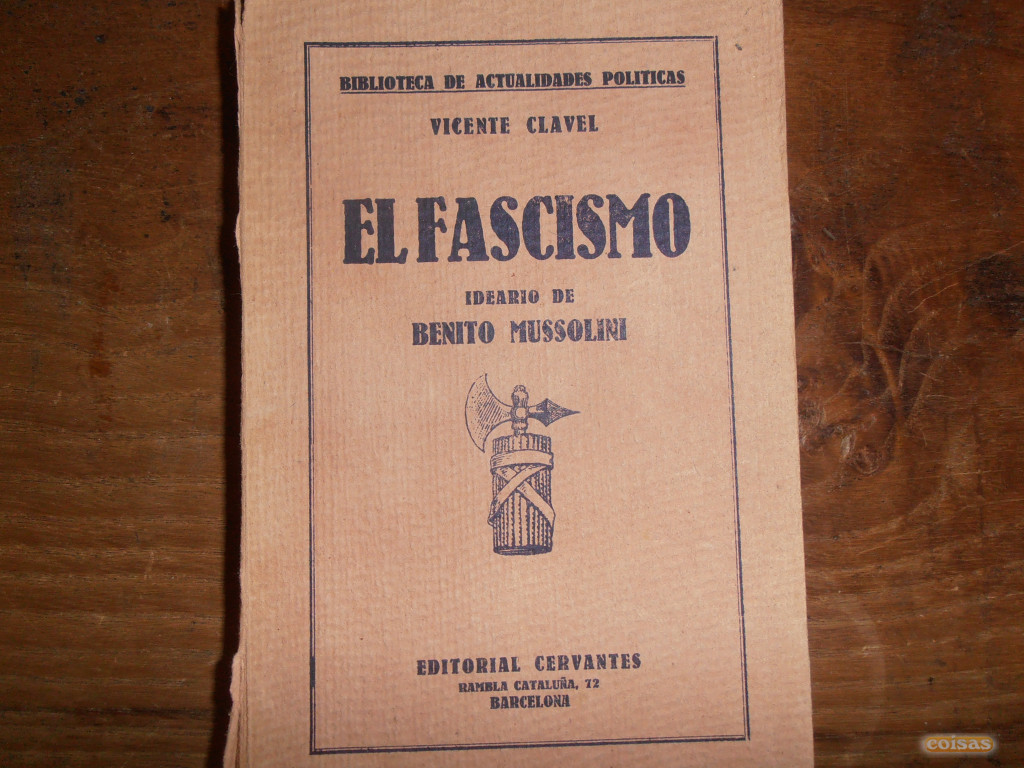 BIBLIOTECA DE ACTUALIDADES POLITICAS
VICENTE CLAVEL
EL FASCISMO
IDEARIO DE
BENITO MUSSOLINI
EDITORIAL CERVANTES
RAMBLA CATALUÑA, 72
BARCELONA
coisas